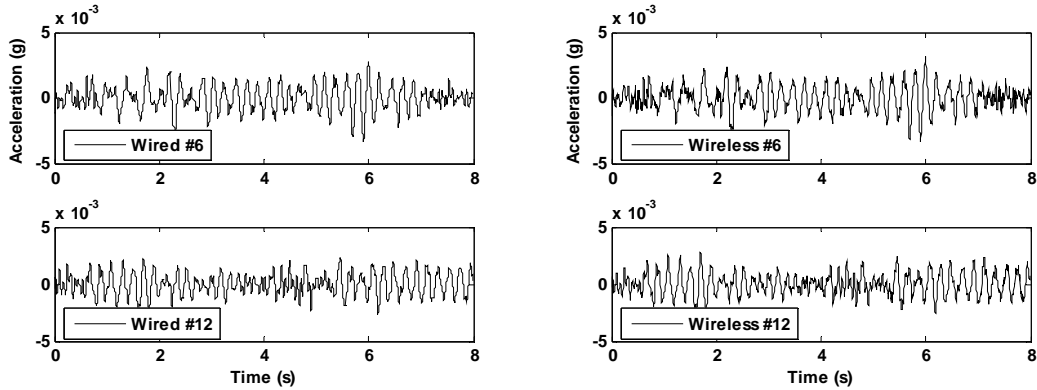 x 10-3
5
0
-5
Acceleration (g)
Wired #6
0 2 4 6 8
x 10-3
5
0
-5
Acceleration (g)
Wireless #6
0 2 4 6 8
x 10-3
5
0
-5
Wired #12
0 2 4 6 8
Time (s)
x 10-3
5
0
-5
Wireless #12
0 2 4 6 8
Time (s)